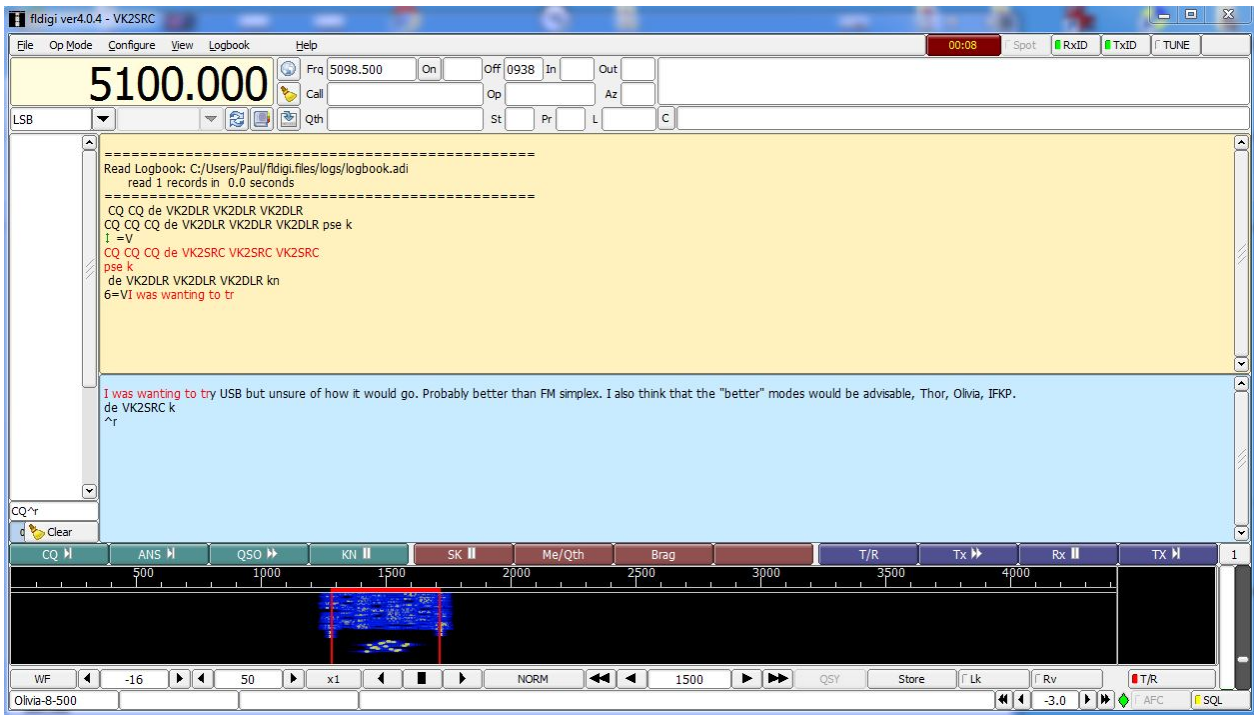 fldigi ver4.0.4 - VK2SRC
File Op Mode Configure View Logbook Help 00:08 Spot RxID TxID TUNE
5100.000 Frq 5098.500 On Off 0938 In Out
Call Op Az
LSB Qth St Pr L C
================================================
Read Logbook: C:/Users/Paul/fldigi.files/logs/logbook.adi
read 1 records in 0.0 seconds
================================================
CQ CQ de VK2DLR VK2DLR VK2DLR
CQ CQ CQ de VK2DLR VK2DLR VK2DLR pse k
=V
CQ CQ CQ de VK2SRC VK2SRC VK2SRC
pse k
de VK2DLR VK2DLR VK2DLR kn
6=VI was wanting to tr
I was wanting to try USB but unsure of how it would go. Probably better than FM simplex. I also think that the "better" modes would be advisable, Thor, Olivia, IFKP.
de VK2SRC k
^r
CQ^r
Clear
CQ ANS QSO KN SK Me/Qth Brag T/R Tx Rx TX 1
500 1000 1500 2000 2500 3000 3500 4000
WF -16 50 x1 NORM 1500 QSY Store Lk Rv T/R
Olivia-8-500 -3.0 AFC SQL